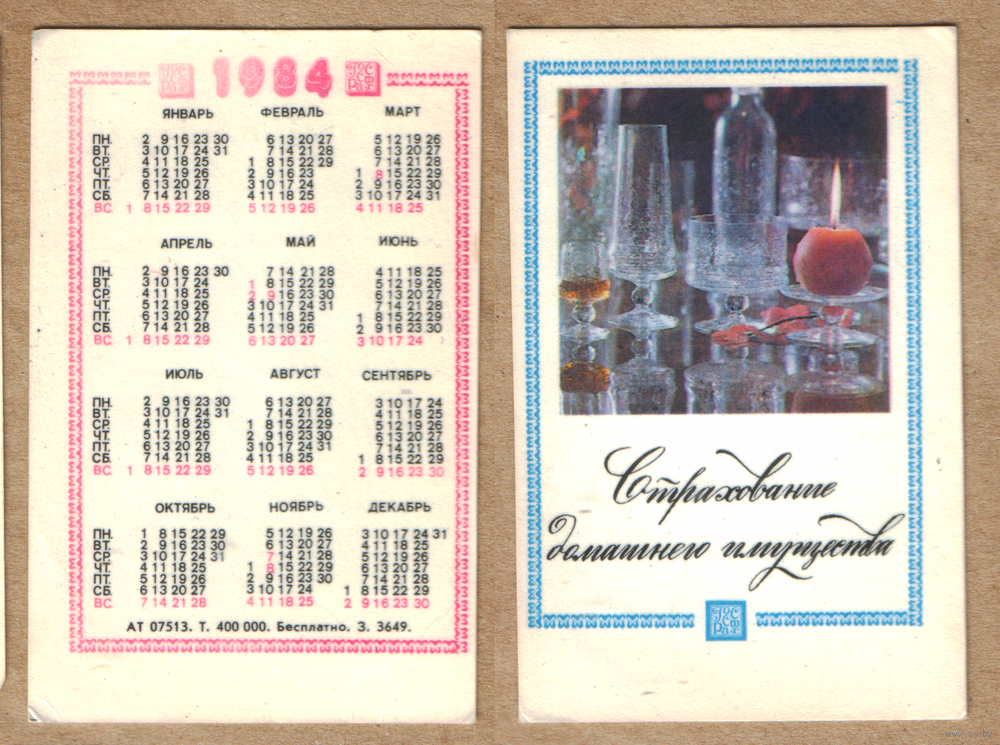 Гос Ст Рах 1984 Гос Ст Рах
ЯНВАРЬ ФЕВРАЛЬ МАРТ
ПН. 2 9 16 23 30 6 13 20 27 5 12 19 26
ВТ. 3 10 17 24 31 7 14 21 28 6 13 20 27
СР. 4 11 18 25 1 8 15 22 29 7 14 21 28
ЧТ. 5 12 19 26 2 9 16 23 1 8 15 22 29
ПТ. 6 13 20 27 3 10 17 24 2 9 16 23 30
СБ. 7 14 21 28 4 11 18 25 3 10 17 24 31
ВС. 1 8 15 22 29 5 12 19 26 4 11 18 25
АПРЕЛЬ МАЙ ИЮНЬ
ПН. 2 9 16 23 30 7 14 21 28 4 11 18 25
ВТ. 3 10 17 24 1 8 15 22 29 5 12 19 26
СР. 4 11 18 25 2 9 16 23 30 6 13 20 27
ЧТ. 5 12 19 26 3 10 17 24 31 7 14 21 28
ПТ. 6 13 20 27 4 11 18 25 1 8 15 22 29
СБ. 7 14 21 28 5 12 19 26 2 9 16 23 30
ВС. 1 8 15 22 29 6 13 20 27 3 10 17 24
ИЮЛЬ АВГУСТ СЕНТЯБРЬ
ПН. 2 9 16 23 30 6 13 20 27 3 10 17 24
ВТ. 3 10 17 24 31 7 14 21 28 4 11 18 25
СР. 4 11 18 25 1 8 15 22 29 5 12 19 26
ЧТ. 5 12 19 26 2 9 16 23 30 6 13 20 27
ПТ. 6 13 20 27 3 10 17 24 31 7 14 21 28
СБ. 7 14 21 28 4 11 18 25 1 8 15 22 29
ВС. 1 8 15 22 29 5 12 19 26 2 9 16 23 30
ОКТЯБРЬ НОЯБРЬ ДЕКАБРЬ
ПН. 1 8 15 22 29 5 12 19 26 3 10 17 24 31
ВТ. 2 9 16 23 30 6 13 20 27 4 11 18 25
СР. 3 10 17 24 31 7 14 21 28 5 12 19 26
ЧТ. 4 11 18 25 1 8 15 22 29 6 13 20 27
ПТ. 5 12 19 26 2 9 16 23 30 7 14 21 28
СБ. 6 13 20 27 3 10 17 24 1 8 15 22 29
ВС. 7 14 21 28 4 11 18 25 2 9 16 23 30
АТ 07513. Т. 400 000. Бесплатно. З. 3649.
Страхование
домашнего имущества
Гос Ст Рах